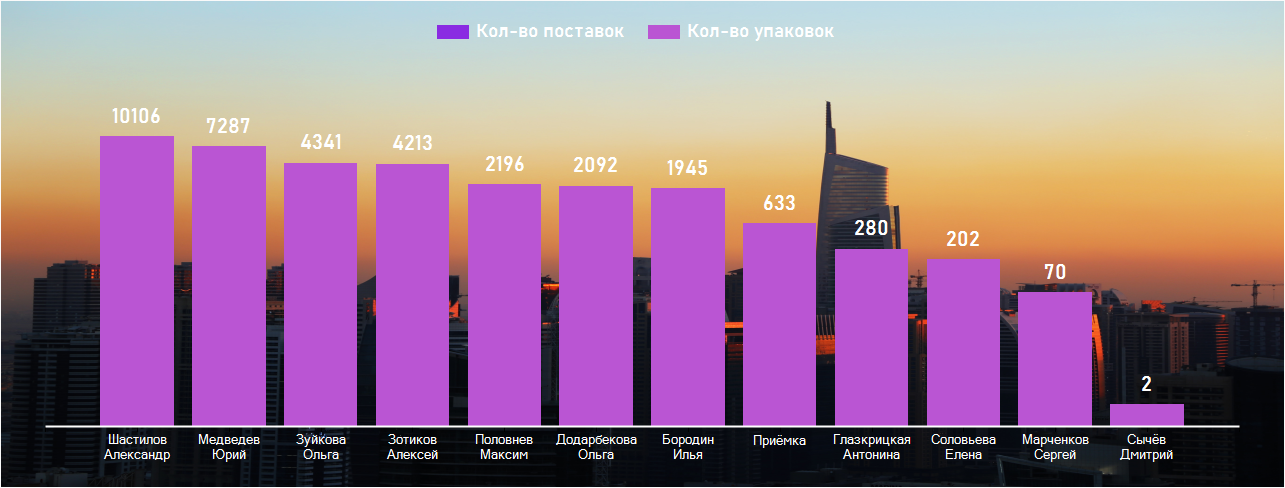 Кол-во поставок Кол-во упаковок
10106
7287
4341
4213
2196
2092
1945
633
280
202
70
2
Шастилов
Александр
Медведев
Юрий
Зуйкова
Ольга
Зотиков
Алексей
Половнев
Максим
Додарбекова
Ольга
Бородин
Илья
Приёмка
Глазкрицкая
Антонина
Соловьева
Елена
Марченков
Сергей
Сычёв
Дмитрий